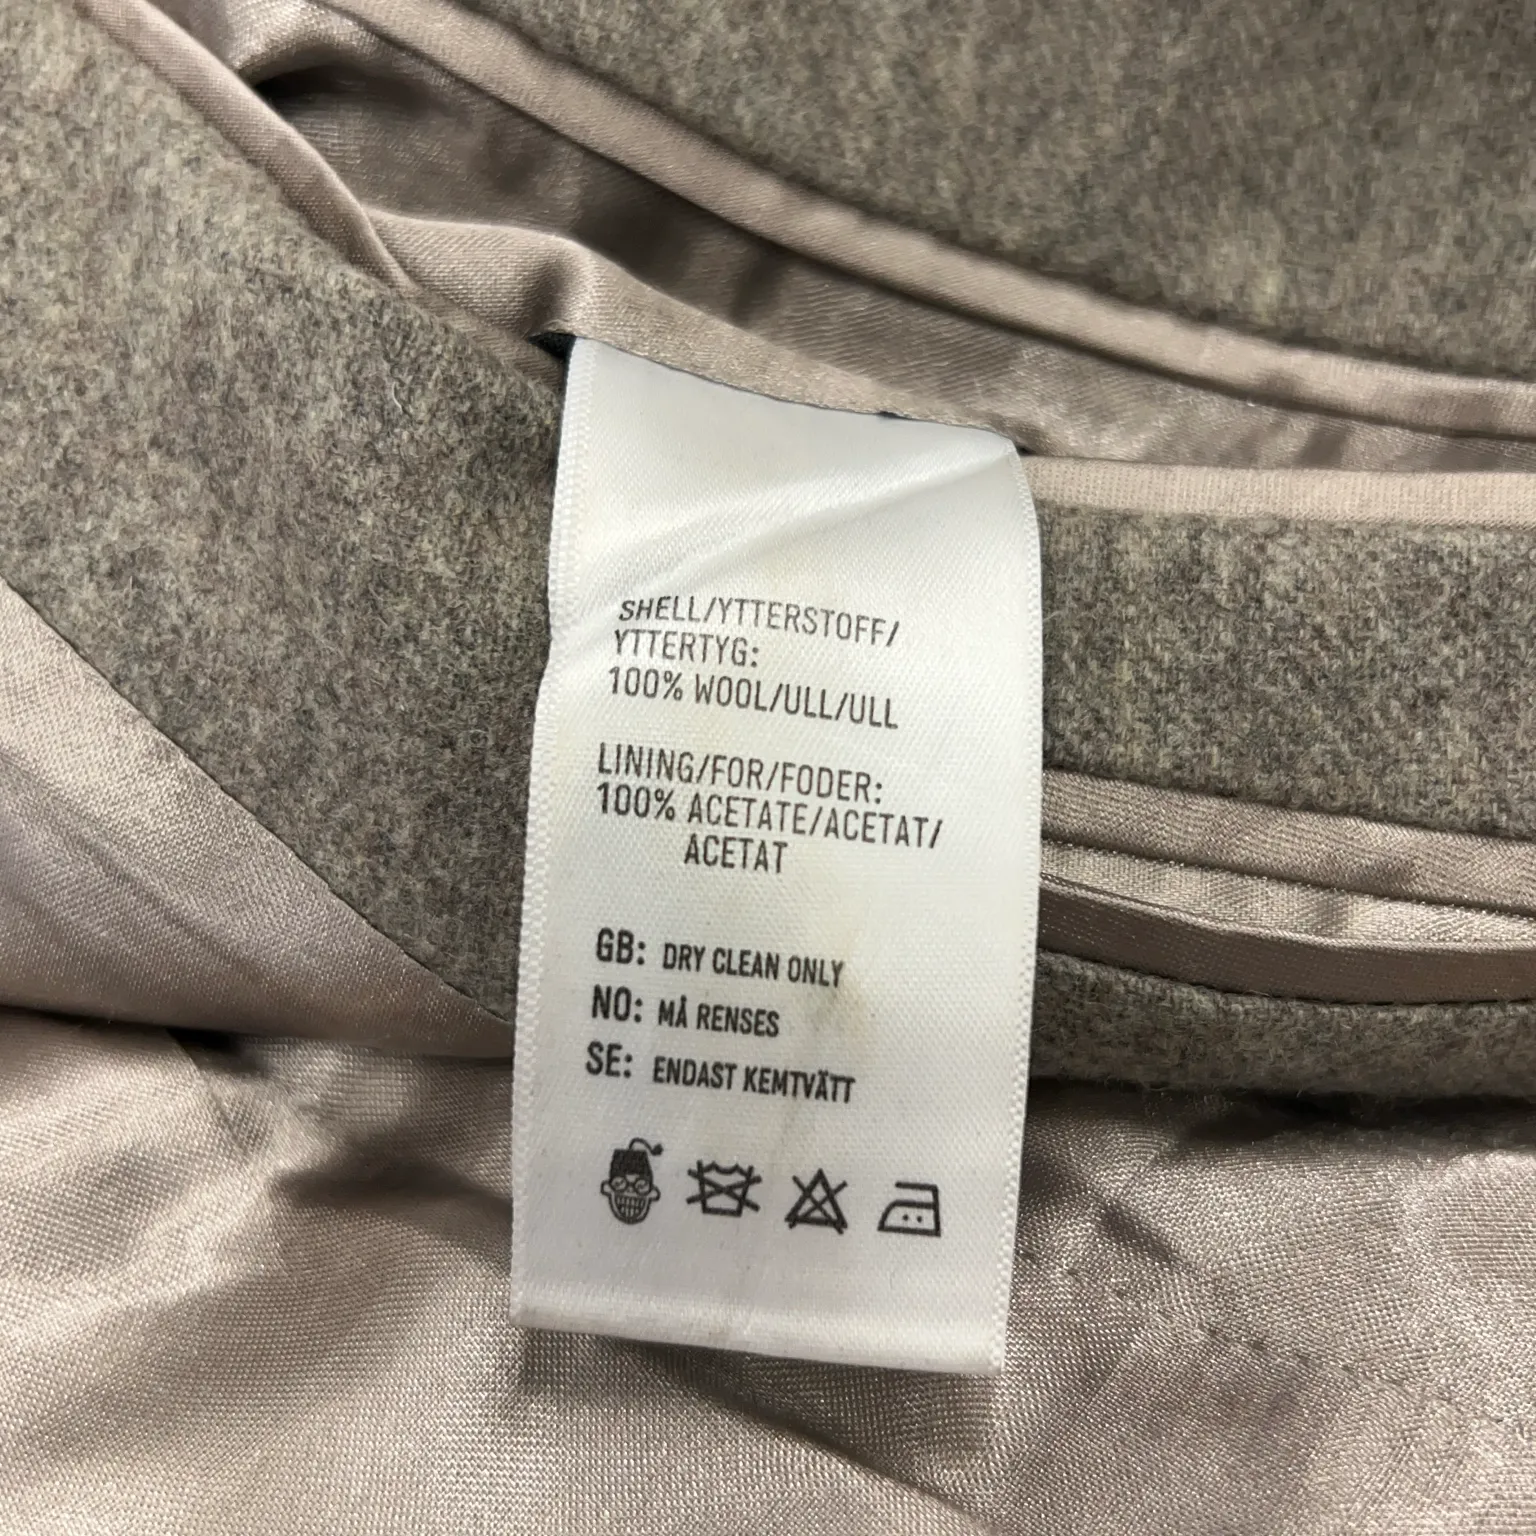 SHELL/YTTERSTOFF/
YTTERTYG:
100% WOOL/ULL/ULL
LINING/FOR/FODER:
100% ACETATE/ACETAT/
ACETAT
GB: DRY CLEAN ONLY
NO: MÅ RENSES
SE: ENDAST KEMTVÄTT